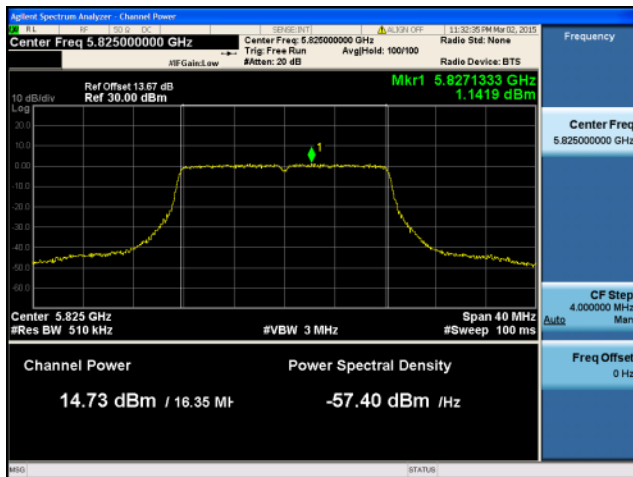 Agilent Spectrum Analyzer - Channel Power
RL RF 50 Ω DC SENSE:INT ALIGN OFF 11:32:35 PM Mar 02, 2015
Center Freq 5.825000000 GHz
Center Freq: 5.825000000 GHz
Radio Std: None
Trig: Free Run
Avg|Hold: 100/100
#IFGain:Low
#Atten: 20 dB
Radio Device: BTS
Frequency
Ref Offset 13.67 dB
Mkr1 5.8271333 GHz
10 dB/div
Ref 30.00 dBm
1.1419 dBm
Log
20.0
10.0
0.00
-10.0
-20.0
-30.0
-40.0
-50.0
-60.0
1
Center Freq
5.825000000 GHz
Center 5.825 GHz
Span 40 MHz
#Res BW 510 kHz
#VBW 3 MHz
#Sweep 100 ms
CF Step
4.000000 MHz
Auto Man
Channel Power
Power Spectral Density
14.73 dBm / 16.35 MH
-57.40 dBm /Hz
Freq Offset
0 Hz
MSG
STATUS